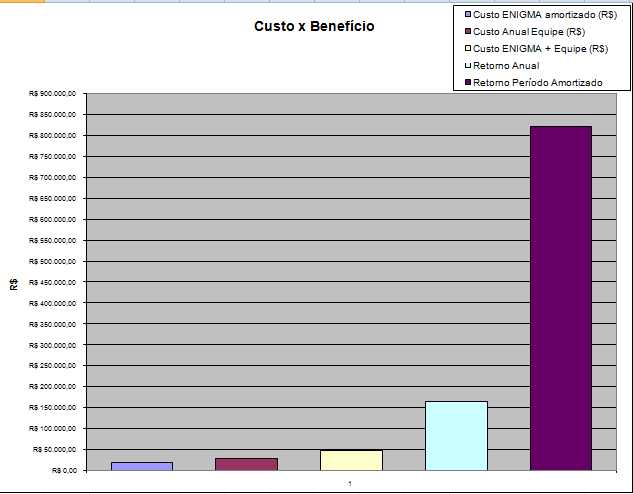 Custo x Benefício
Custo ENIGMA amortizado (R$)
Custo Anual Equipe (R$)
Custo ENIGMA + Equipe (R$)
Retorno Anual
Retorno Período Amortizado
R$ 900.000,00
R$ 850.000,00
R$ 800.000,00
R$ 750.000,00
R$ 700.000,00
R$ 650.000,00
R$ 600.000,00
R$ 550.000,00
R$ 500.000,00
R$ 450.000,00
R$ 400.000,00
R$ 350.000,00
R$ 300.000,00
R$ 250.000,00
R$ 200.000,00
R$ 150.000,00
R$ 100.000,00
R$ 50.000,00
R$ 0,00
R$
1